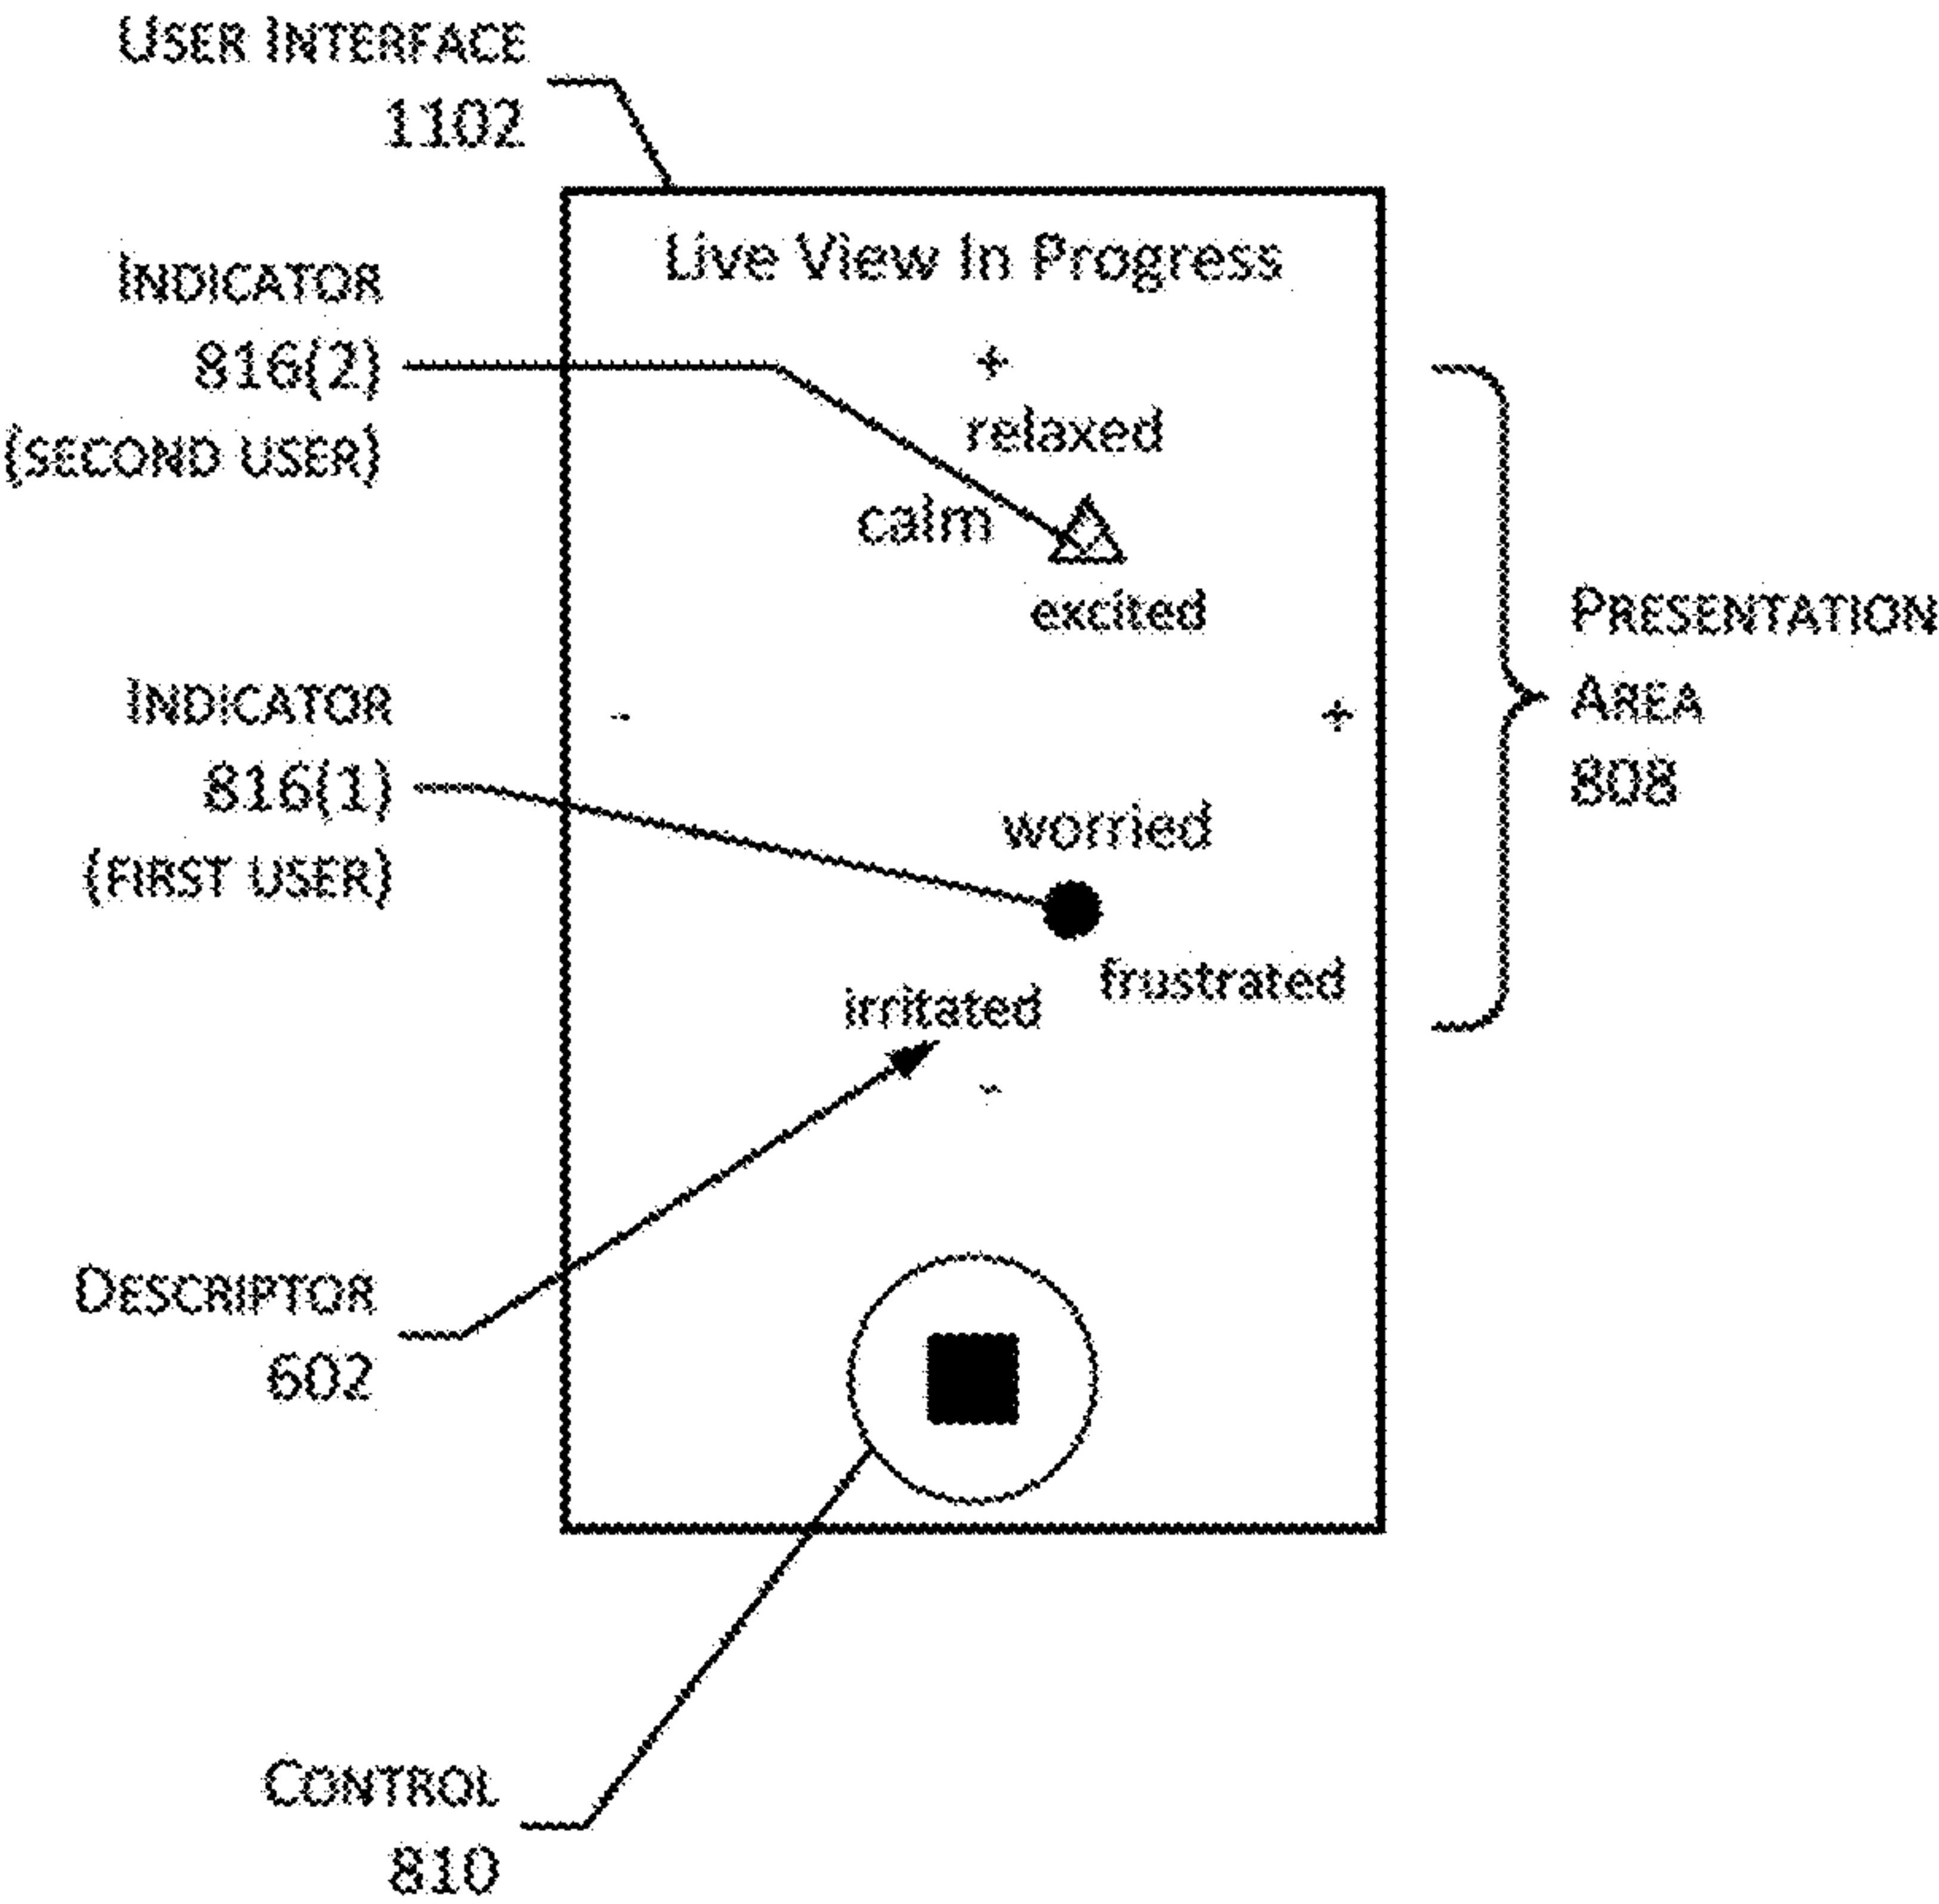 USER INTERFACE
1102
Live View In Progress
INDICATOR
816(2)
(SECOND USER)
+
relaxed
calm
excited
PRESENTATION
AREA
808
INDICATOR
816(1)
(FIRST USER)
-
+
worried
frustrated
irritated
-
DESCRIPTOR
602
CONTROL
810